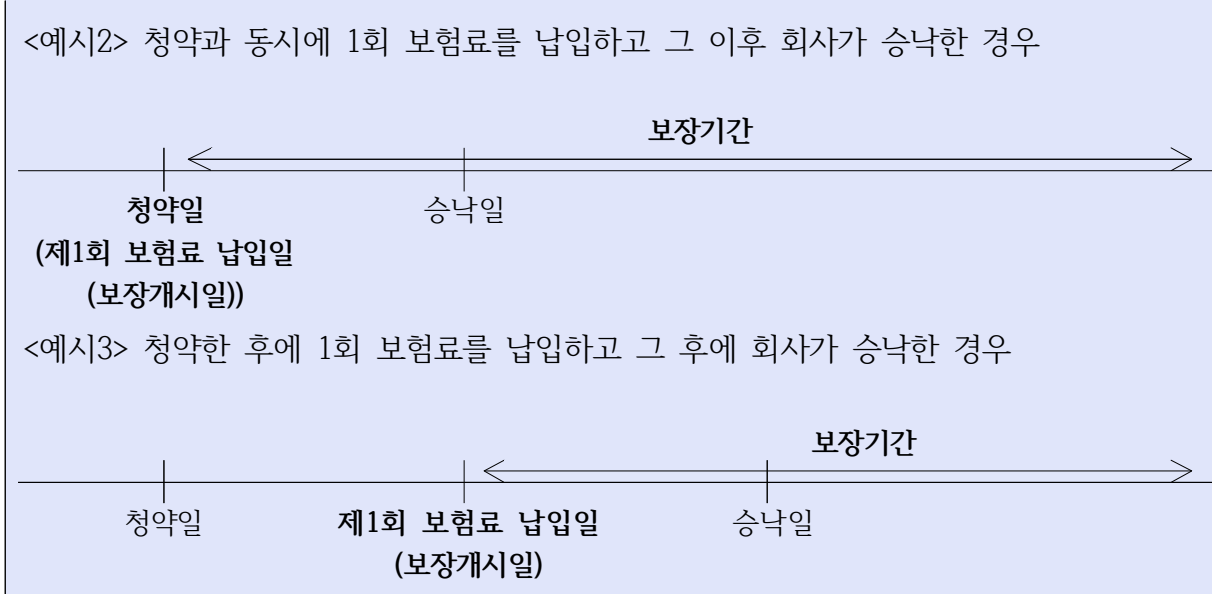 <예시2> 청약과 동시에 1회 보험료를 납입하고 그 이후 회사가 승낙한 경우
보장기간
청약일 승낙일
(제1회 보험료 납입일
(보장개시일))
<예시3> 청약한 후에 1회 보험료를 납입하고 그 후에 회사가 승낙한 경우
보장기간
청약일 제1회 보험료 납입일 승낙일
(보장개시일)